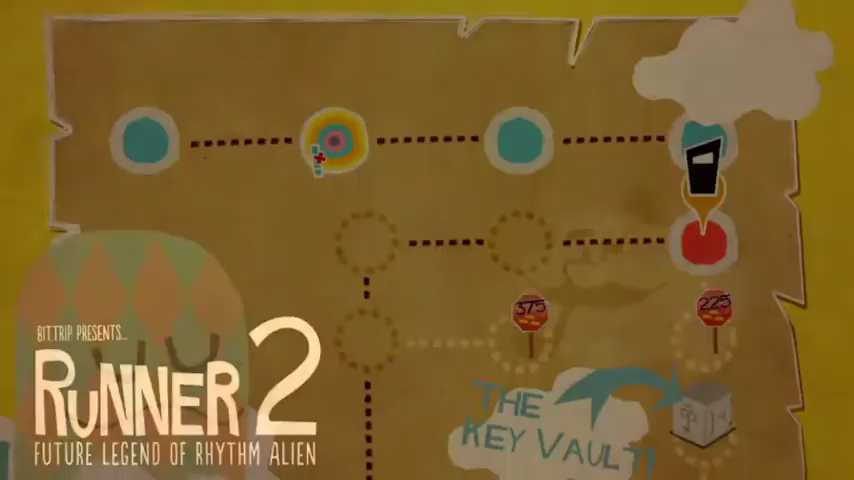 375
225
BIT.TRIP PRESENTS...
RUNNER 2
FUTURE LEGEND OF RHYTHM ALIEN
THE
KEY VAULT!